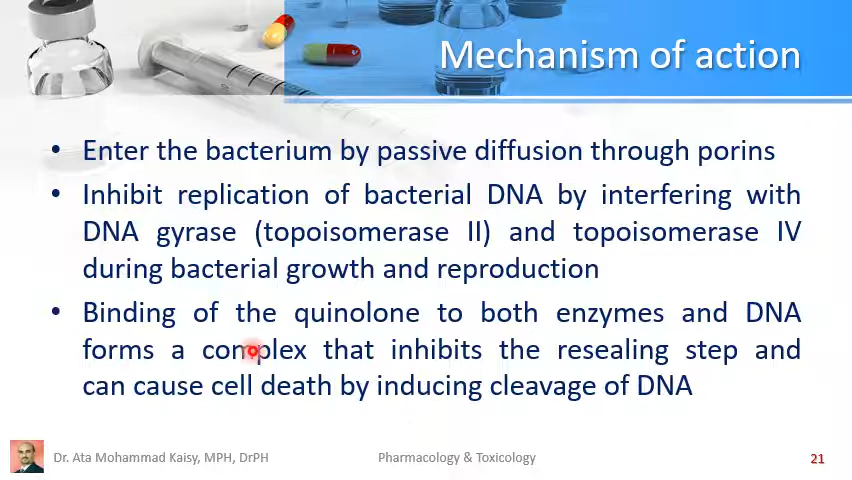 Mechanism of action
• Enter the bacterium by passive diffusion through porins
• Inhibit replication of bacterial DNA by interfering with
DNA gyrase (topoisomerase II) and topoisomerase IV
during bacterial growth and reproduction
• Binding of the quinolone to both enzymes and DNA
forms a complex that inhibits the resealing step and
can cause cell death by inducing cleavage of DNA
Dr. Ata Mohammad Kaisy, MPH, DrPH
Pharmacology & Toxicology
21